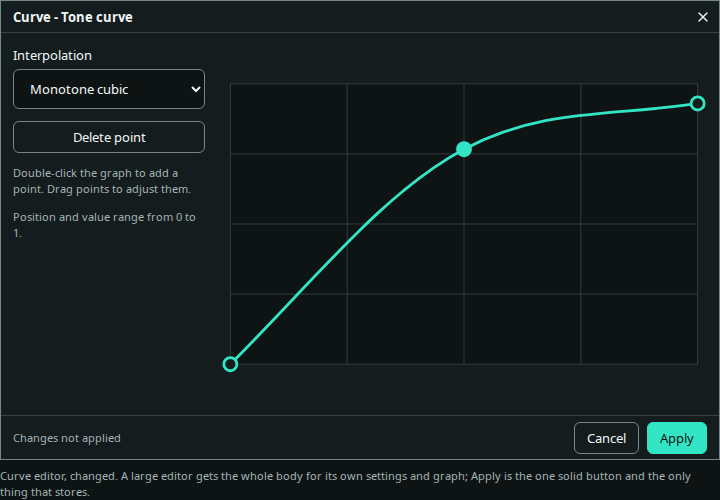 Curve - Tone curve
Interpolation
Monotone cubic
Delete point
Double-click the graph to add a
point. Drag points to adjust them.
Position and value range from 0 to
1.
Changes not applied
Cancel
Apply
Curve editor, changed. A large editor gets the whole body for its own settings and graph; Apply is the one solid button and the only
thing that stores.